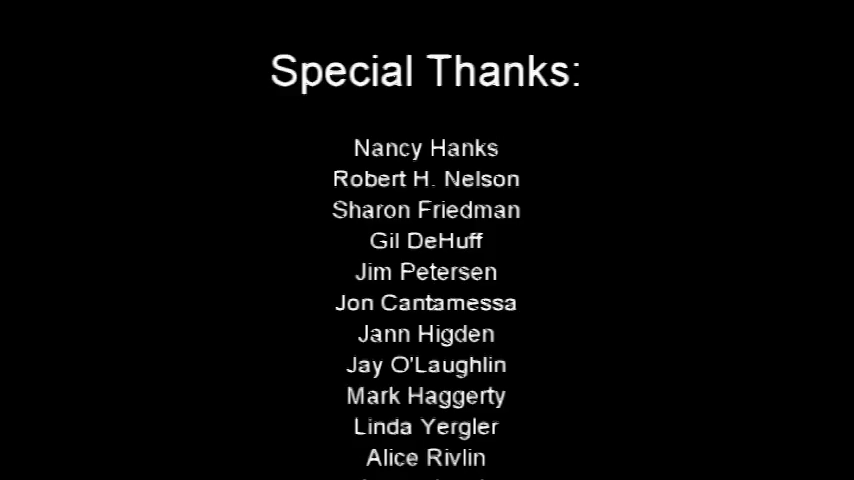 Special Thanks:
Nancy Hanks
Robert H. Nelson
Sharon Friedman
Gil DeHuff
Jim Petersen
Jon Cantamessa
Jann Higden
Jay O'Laughlin
Mark Haggerty
Linda Yergler
Alice Rivlin